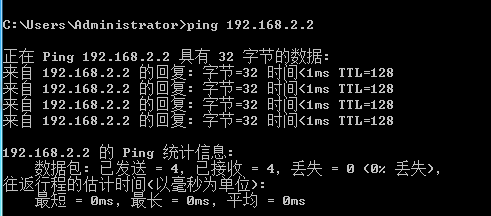 C:\Users\Administrator>ping 192.168.2.2
正在 Ping 192.168.2.2 具有 32 字节的数据:
来自 192.168.2.2 的回复: 字节=32 时间<1ms TTL=128
来自 192.168.2.2 的回复: 字节=32 时间<1ms TTL=128
来自 192.168.2.2 的回复: 字节=32 时间<1ms TTL=128
来自 192.168.2.2 的回复: 字节=32 时间<1ms TTL=128
192.168.2.2 的 Ping 统计信息:
数据包: 已发送 = 4，已接收 = 4，丢失 = 0 (0% 丢失)，
往返行程的估计时间(以毫秒为单位):
最短 = 0ms，最长 = 0ms，平均 = 0ms